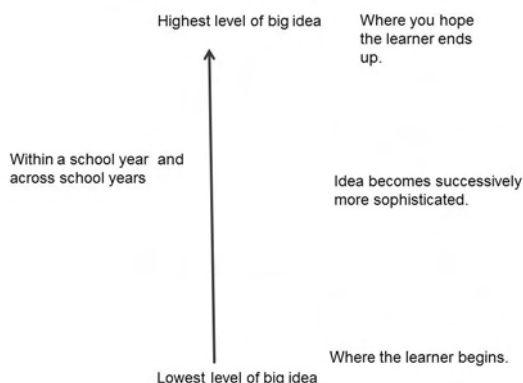 Highest level of big idea
Where you hope
the learner ends
up.
Within a school year and
across school years
Idea becomes successively
more sophisticated.
Where the learner begins.
Lowest level of big idea